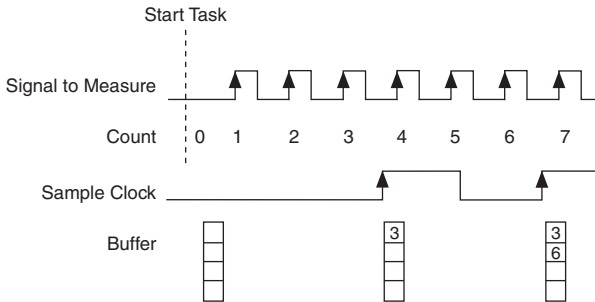 Start Task
Signal to Measure
Count 0 1 2 3 4 5 6 7
Sample Clock
Buffer
3 3
6